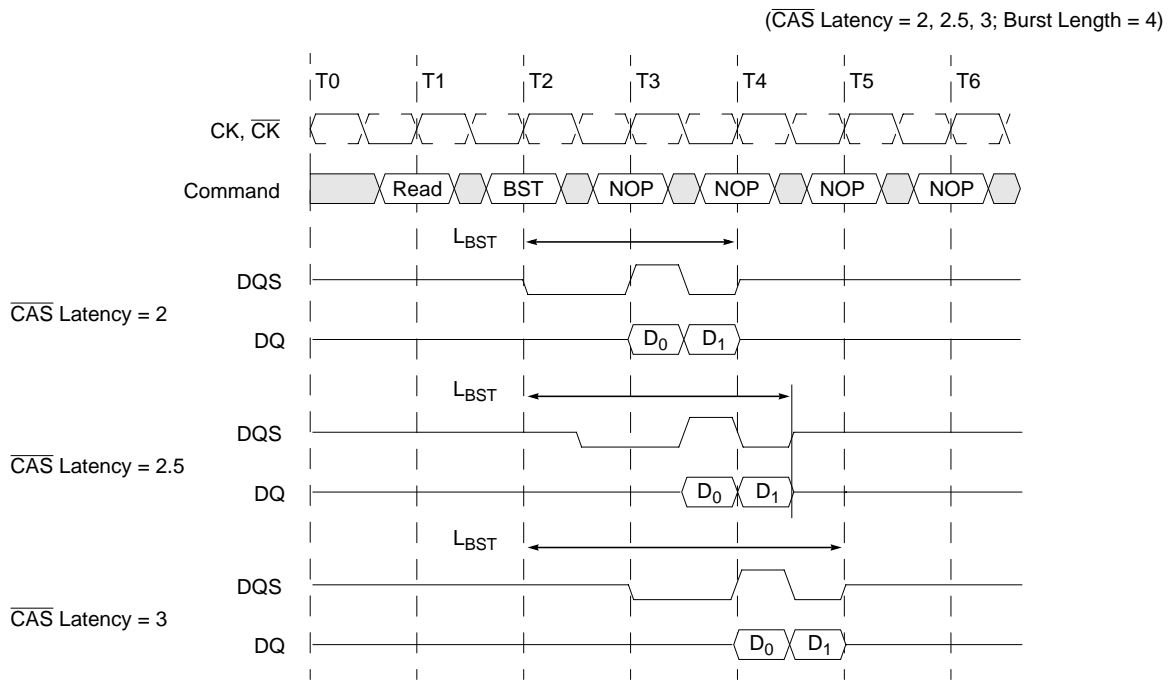 (CAS Latency = 2, 2.5, 3; Burst Length = 4)
T0 T1 T2 T3 T4 T5 T6
CK, CK
Command Read BST NOP NOP NOP NOP
LBST
DQS
CAS Latency = 2
DQ D0 D1
LBST
DQS
CAS Latency = 2.5
DQ D0 D1
LBST
DQS
CAS Latency = 3
DQ D0 D1